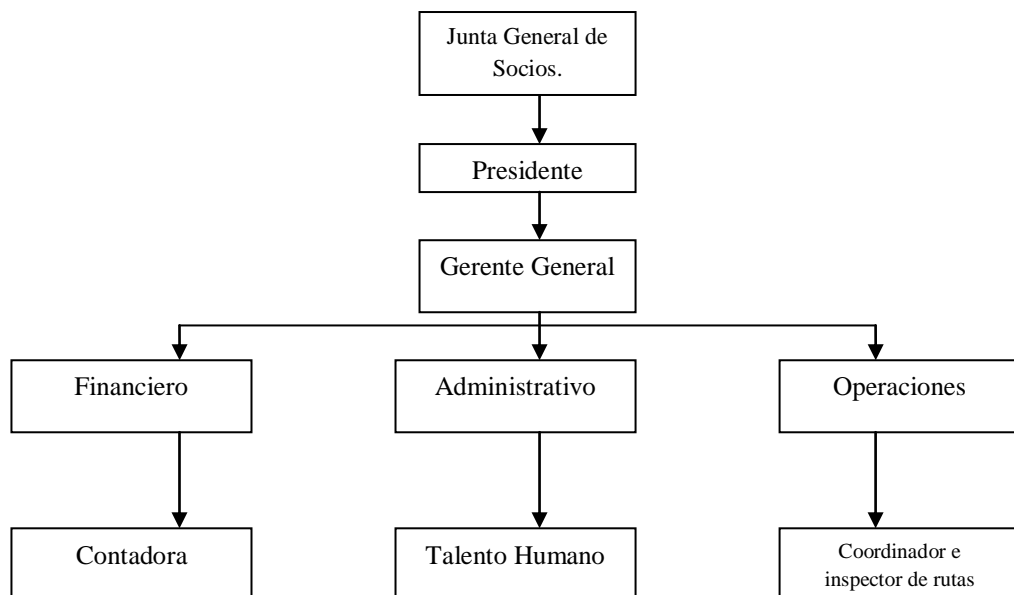 Junta General de
Socios.
Presidente
Gerente General
Financiero
Administrativo
Operaciones
Contadora
Talento Humano
Coordinador e
inspector de rutas